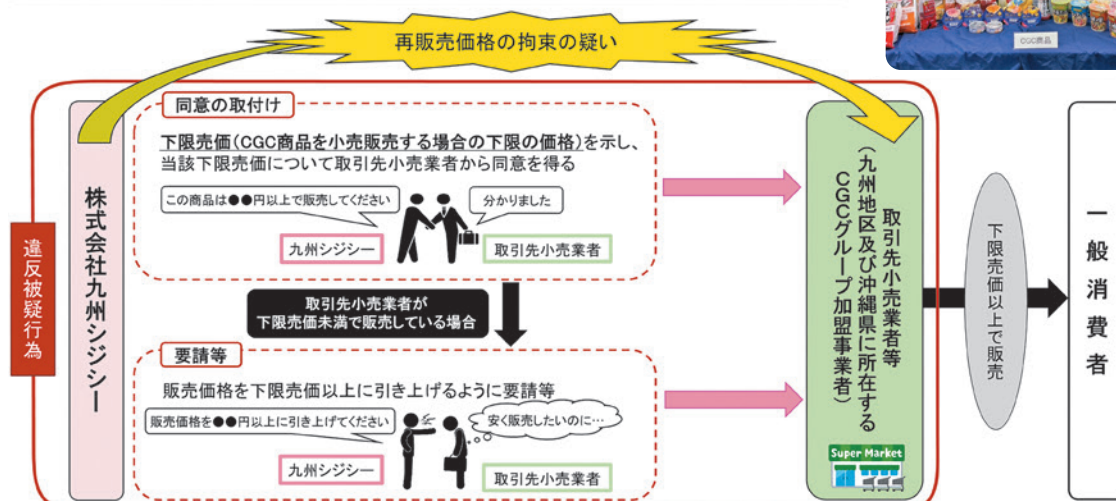 再販売価格の拘束の疑い
CGC商品
違反被疑行為
株式会社九州シジシー
同意の取付け
下限売価(CGC商品を小売販売する場合の下限の価格)を示し、
当該下限売価について取引先小売業者から同意を得る
この商品は●●円以上で販売してください
分かりました
九州シジシー
取引先小売業者
取引先小売業者が
下限売価未満で販売している場合
要請等
販売価格を下限売価以上に引き上げるように要請等
販売価格を●●円以上に引き上げてください
安く販売したいのに…
九州シジシー
取引先小売業者
取引先小売業者等
(九州地区及び沖縄県に所在する
CGCグループ加盟事業者)
Super Market
下限売価以上で販売
一般消費者